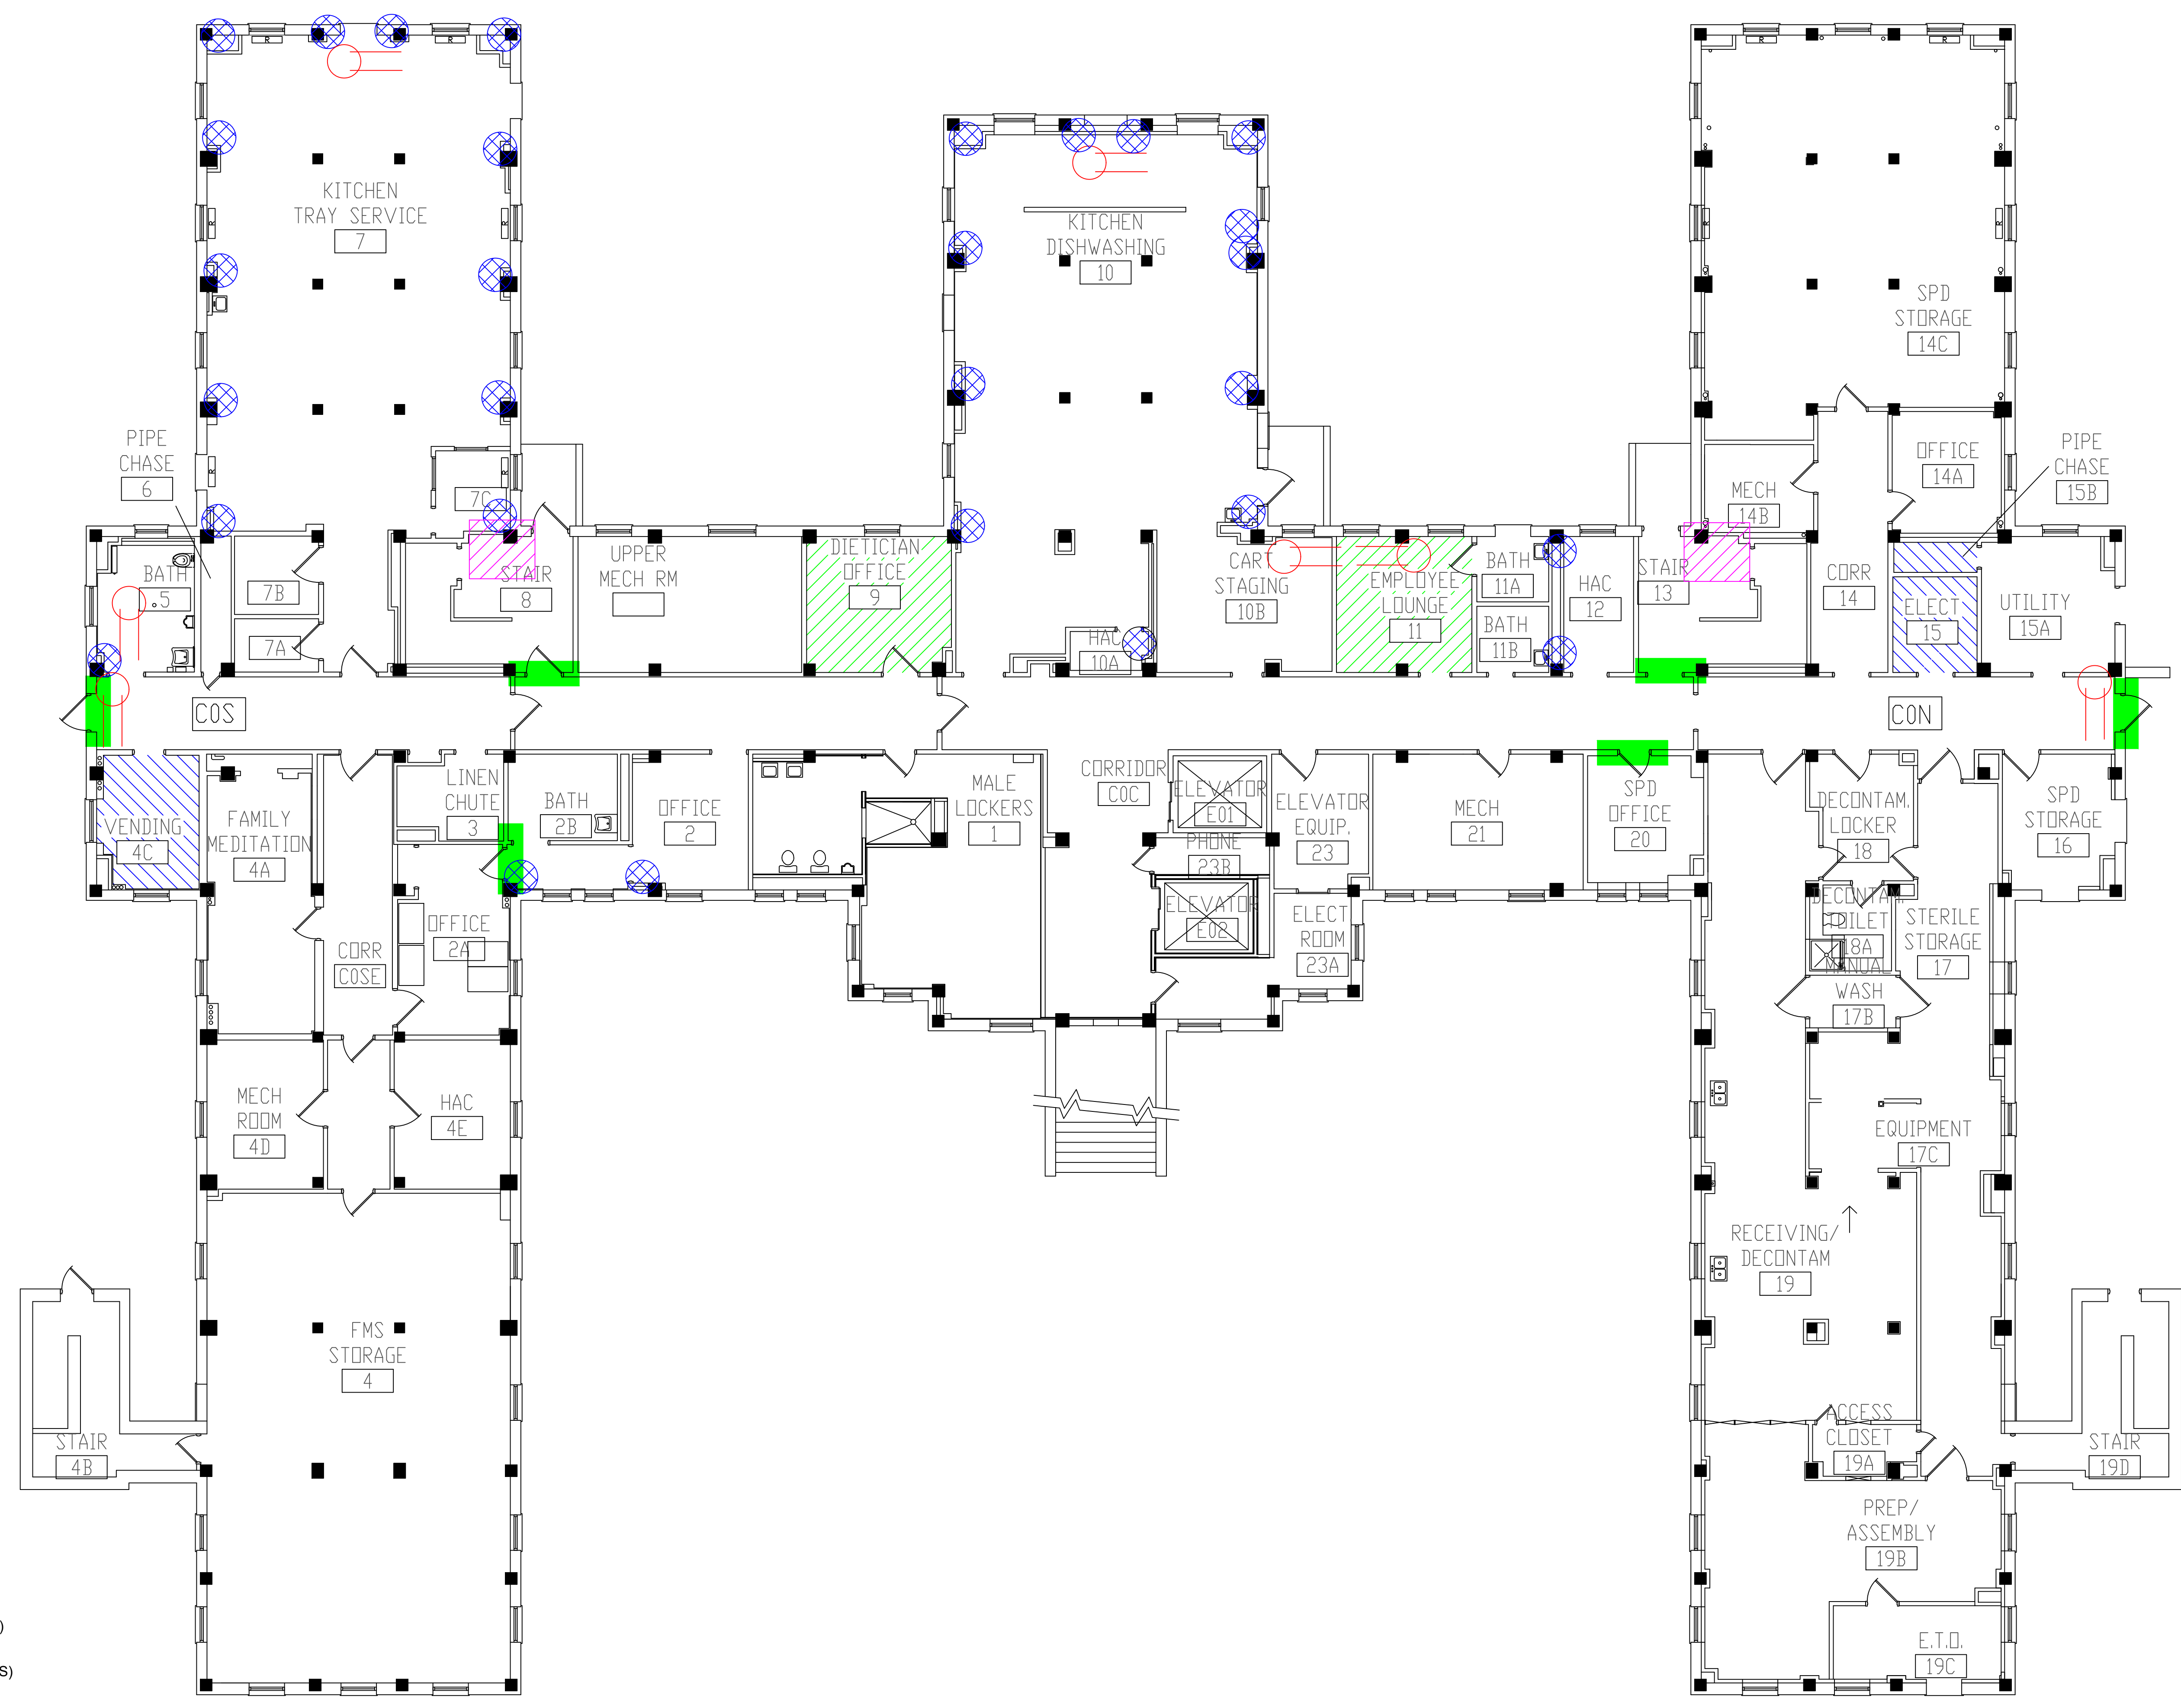 KITCHEN
TRAY SERVICE
7
R
R
R
R
R
R
KITCHEN
DISHWASHING
10
R
R
R
R
SPD
STORAGE
14C
PIPE
CHASE
6
7C
OFFICE
14A
PIPE
CHASE
15B
MECH
14B
BATH
5
7B
7A
STAIR
8
UPPER
MECH RM
DIETICIAN
OFFICE
9
HAC
10A
CART
STAGING
10B
EMPLOYEE
LOUNGE
11
BATH
11A
BATH
11B
HAC
12
STAIR
13
CORR
14
ELECT
15
UTILITY
15A
COS
CON
VENDING
4C
FAMILY
MEDITATION
4A
LINEN
CHUTE
3
BATH
2B
OFFICE
2
MALE
LOCKERS
1
CORRIDOR
COC
ELEVATOR
E01
PHONE
23B
ELEVATOR
E02
ELEVATOR
EQUIP.
23
ELECT
ROOM
23A
MECH
21
SPD
OFFICE
20
DECONTAM.
LOCKER
18
SPD
STORAGE
16
CORR
COSE
OFFICE
2A
DECONTAM.
TOILET
18A
MANUAL
WASH
17B
STERILE
STORAGE
17
MECH
ROOM
4D
HAC
4E
EQUIPMENT
17C
RECEIVING/
DECONTAM
19
FMS
STORAGE
4
STAIR
4B
ACCESS
CLOSET
19A
STAIR
19D
PREP/
ASSEMBLY
19B
E.T.O.
19C
)
S)